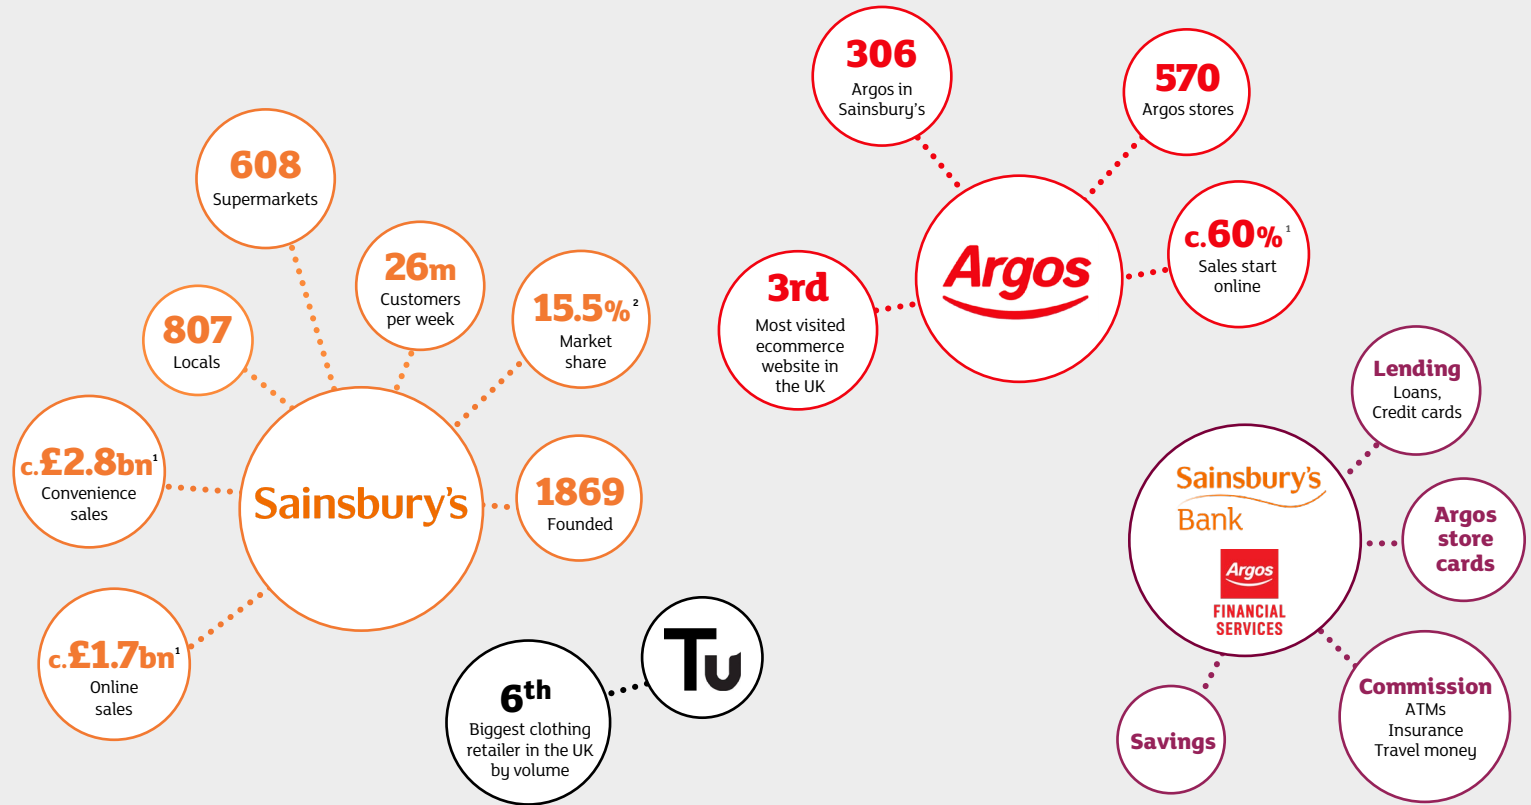 608
Supermarkets
26m
Customers
per week
15.5%²
Market
share
807
Locals
c.£2.8bn¹
Convenience
sales
Sainsbury's
1869
Founded
c.£1.7bn¹
Online
sales
6th
Biggest clothing
retailer in the UK
by volume
Tu
306
Argos in
Sainsbury's
570
Argos stores
c.60%¹
Sales start
online
Argos
3rd
Most visited
ecommerce
website in
the UK
Lending
Loans,
Credit cards
Sainsbury's
Bank
Argos
FINANCIAL
SERVICES
Argos
store
cards
Commission
ATMs
Insurance
Travel money
Savings